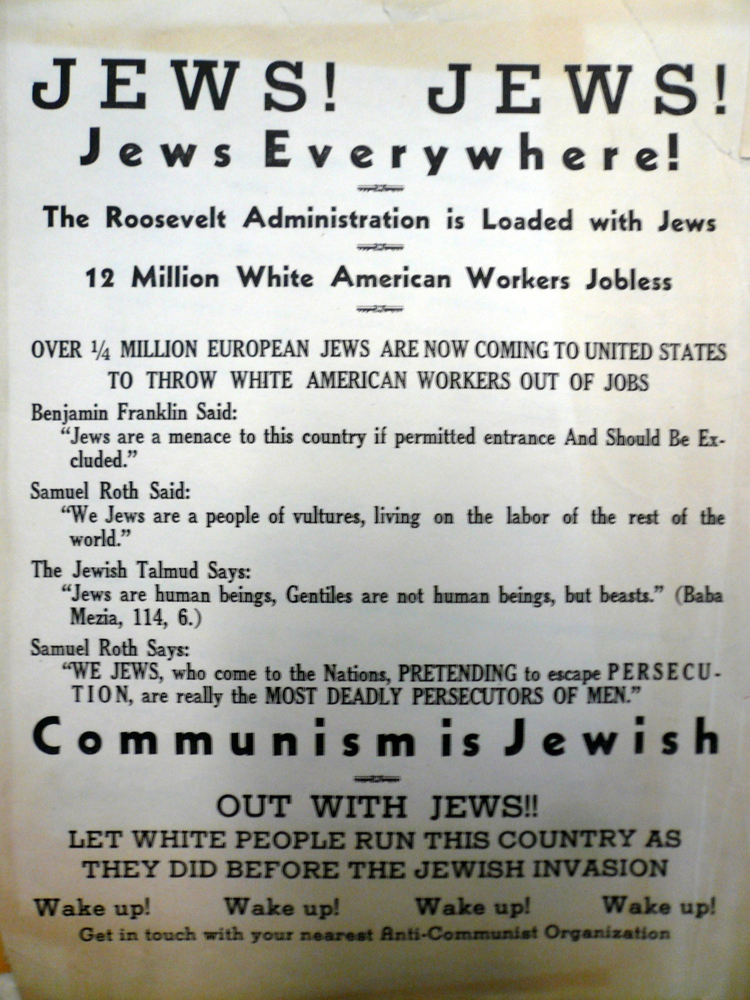 JEWS! JEWS!
Jews Everywhere!
The Roosevelt Administration is Loaded with Jews
12 Million White American Workers Jobless
OVER ¼ MILLION EUROPEAN JEWS ARE NOW COMING TO UNITED STATES
TO THROW WHITE AMERICAN WORKERS OUT OF JOBS
Benjamin Franklin Said:
“Jews are a menace to this country if permitted entrance And Should Be Ex-
cluded.”
Samuel Roth Said:
“We Jews are a people of vultures, living on the labor of the rest of the
world.”
The Jewish Talmud Says:
“Jews are human beings, Gentiles are not human beings, but beasts.” (Baba
Mezia, 114, 6.)
Samuel Roth Says:
“WE JEWS, who come to the Nations, PRETENDING to escape PERSECU-
TION, are really the MOST DEADLY PERSECUTORS OF MEN.”
Communism is Jewish
OUT WITH JEWS!!
LET WHITE PEOPLE RUN THIS COUNTRY AS
THEY DID BEFORE THE JEWISH INVASION
Wake up! Wake up! Wake up! Wake up!
Get in touch with your nearest Anti-Communist Organization